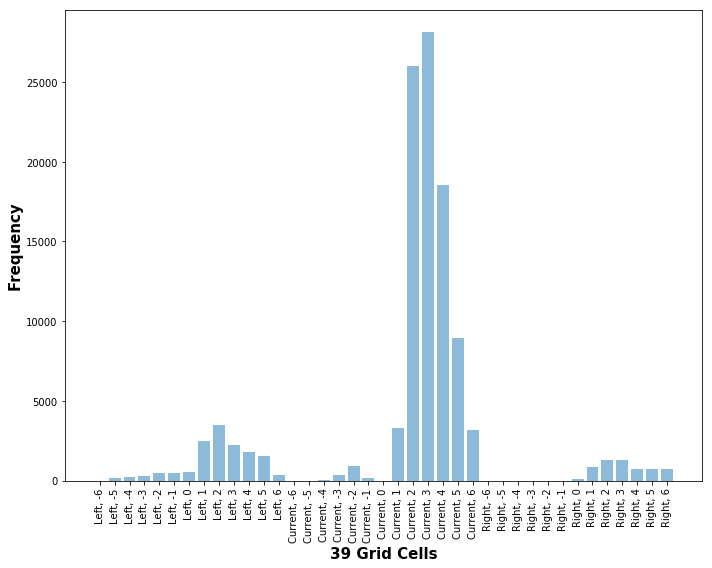 25000
20000
15000
10000
5000
0
Frequency
Left, -6
Left, -5
Left, -4
Left, -3
Left, -2
Left, -1
Left, 0
Left, 1
Left, 2
Left, 3
Left, 4
Left, 5
Left, 6
Current, -6
Current, -5
Current, -4
Current, -3
Current, -2
Current, -1
Current, 0
Current, 1
Current, 2
Current, 3
Current, 4
Current, 5
Current, 6
Right, -6
Right, -5
Right, -4
Right, -3
Right, -2
Right, -1
Right, 0
Right, 1
Right, 2
Right, 3
Right, 4
Right, 5
Right, 6
39 Grid Cells